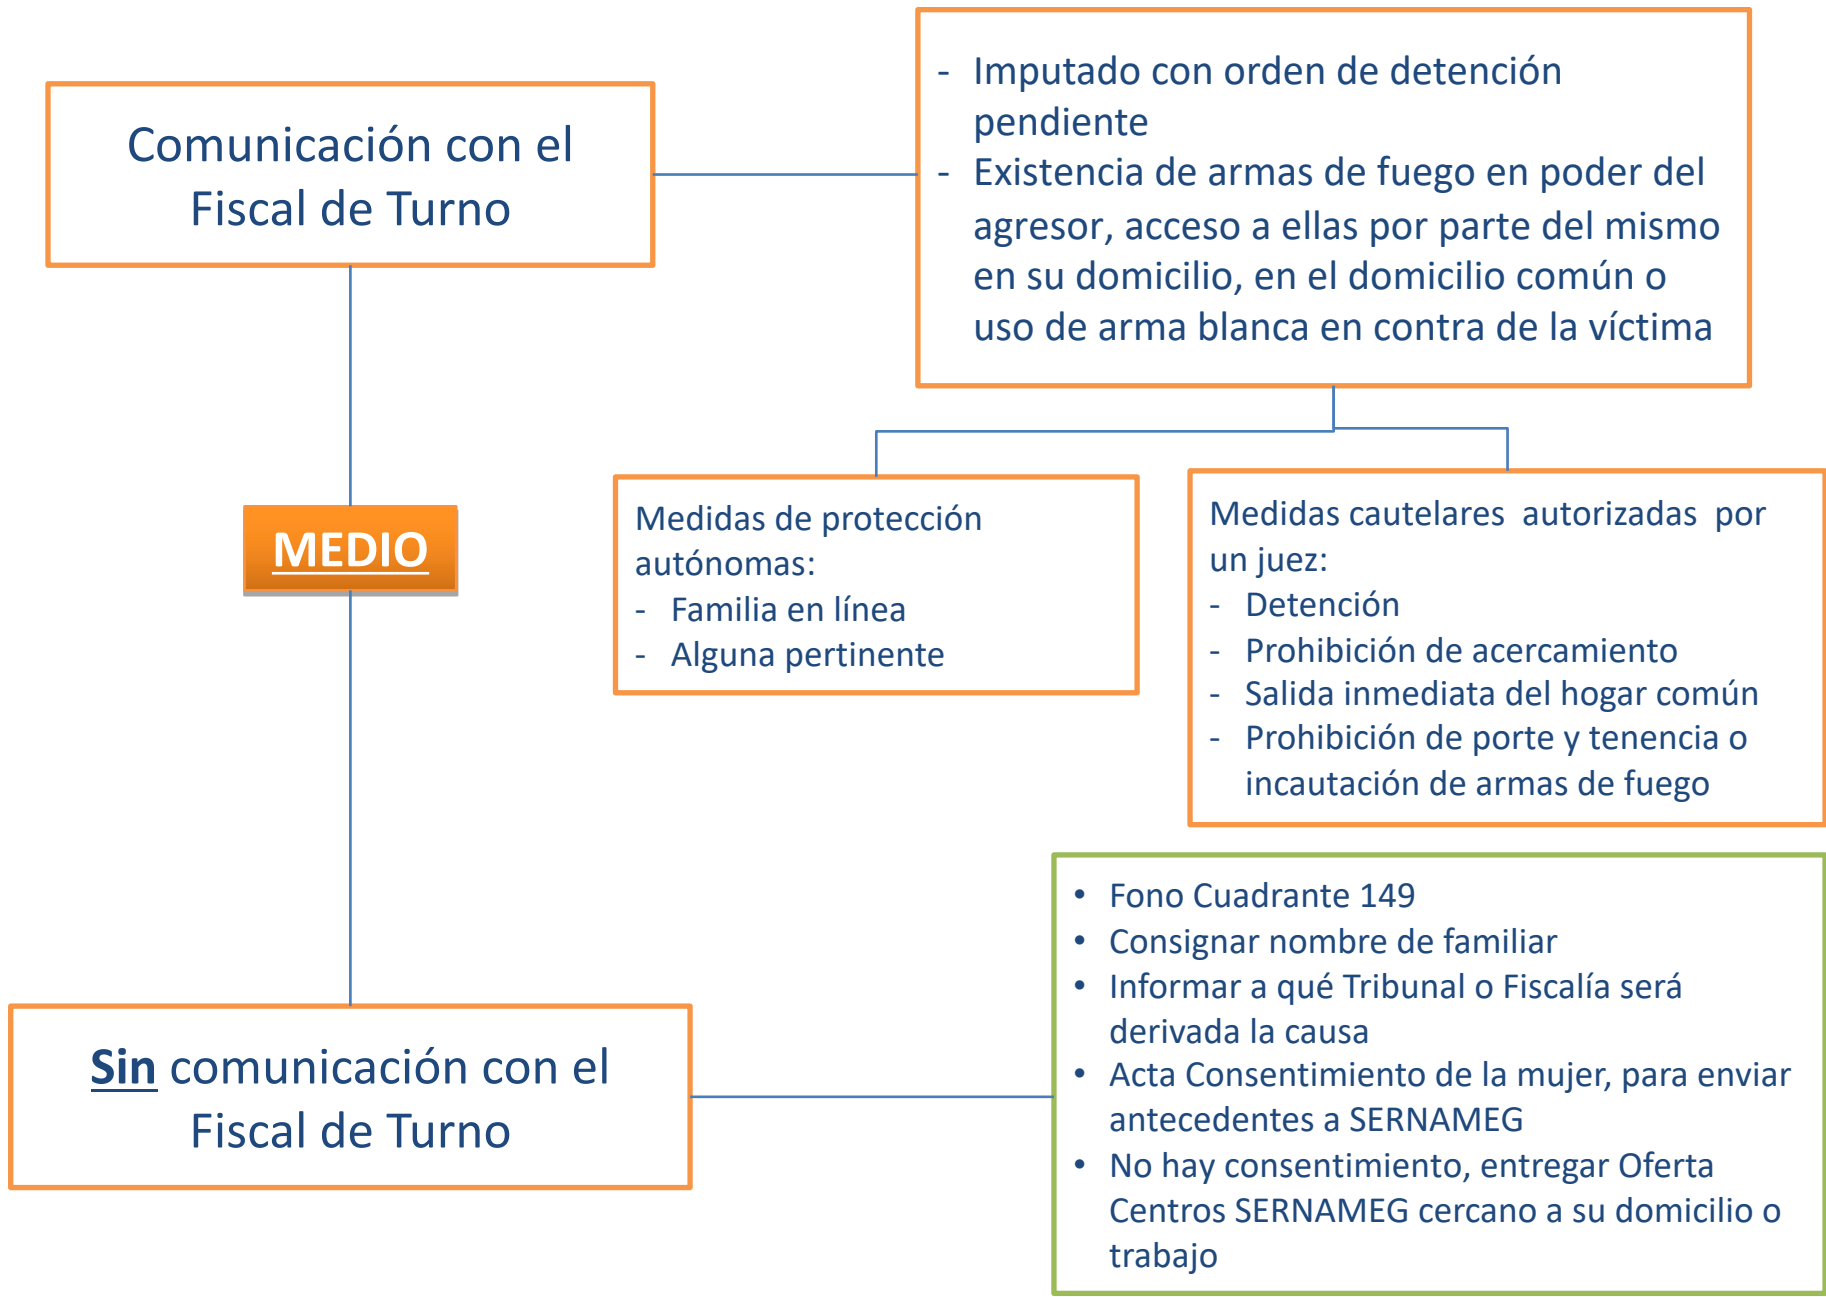 Comunicación con el
Fiscal de Turno
- Imputado con orden de detención
pendiente
- Existencia de armas de fuego en poder del
agresor, acceso a ellas por parte del mismo
en su domicilio, en el domicilio común o
uso de arma blanca en contra de la víctima
MEDIO
Medidas de protección
autónomas:
- Familia en línea
- Alguna pertinente
Medidas cautelares autorizadas por
un juez:
- Detención
- Prohibición de acercamiento
- Salida inmediata del hogar común
- Prohibición de porte y tenencia o
incautación de armas de fuego
Sin comunicación con el
Fiscal de Turno
• Fono Cuadrante 149
• Consignar nombre de familiar
• Informar a qué Tribunal o Fiscalía será
derivada la causa
• Acta Consentimiento de la mujer, para enviar
antecedentes a SERNAMEG
• No hay consentimiento, entregar Oferta
Centros SERNAMEG cercano a su domicilio o
trabajo